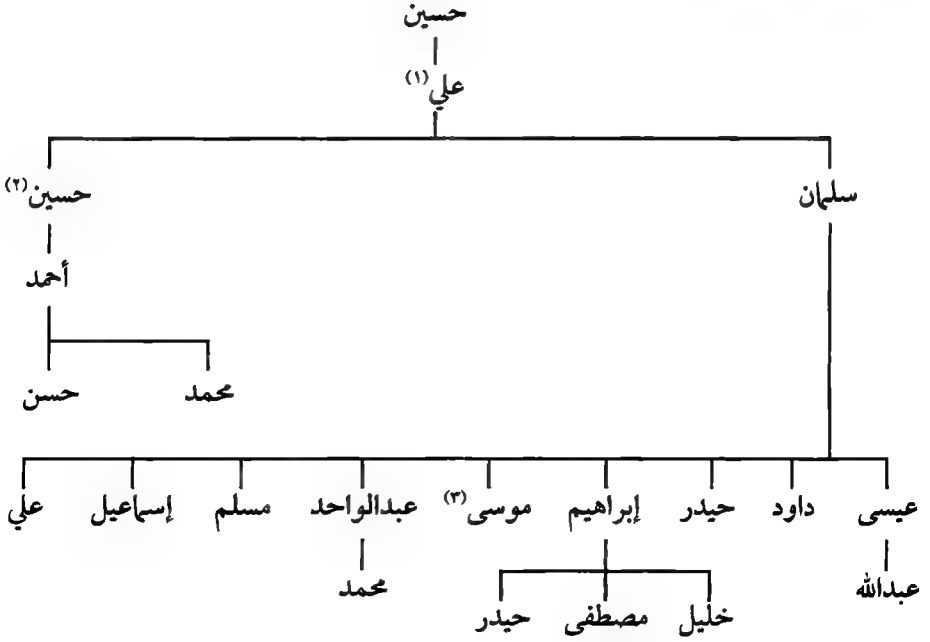 حسين
علي (١)
سلمان حسين (٢)
أحمد
محمد حسن
عيسى داود حيدر إبراهيم موسى (٣) عبدالواحد مسلم إسماعيل علي
عبدالله محمد
خليل مصطفى حيدر